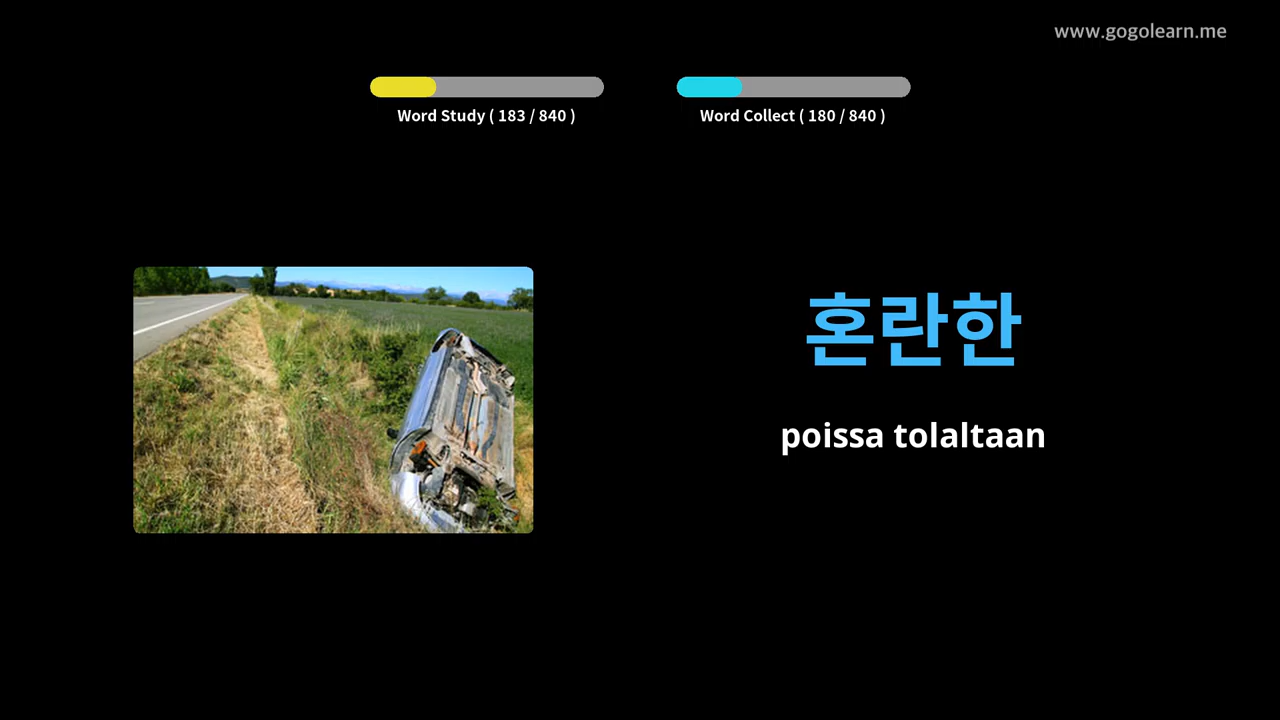 www.gogolearn.me
Word Study ( 183 / 840 )
Word Collect ( 180 / 840 )
혼란한
poissa tolaltaan